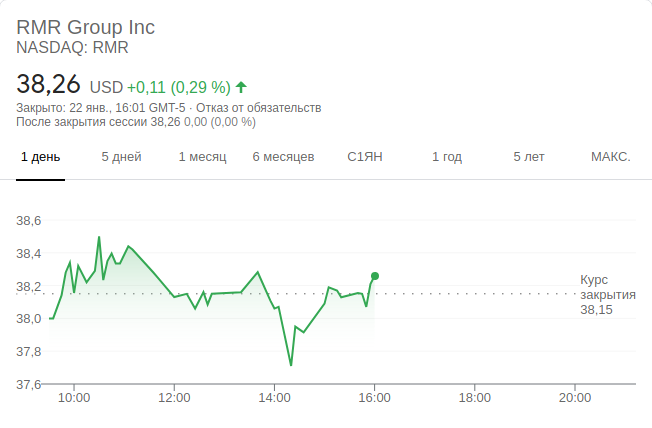 RMR Group Inc
NASDAQ: RMR
38,26 USD +0,11 (0,29 %)
Закрыто: 22 янв., 16:01 GMT-5 · Отказ от обязательств
После закрытия сессии 38,26 0,00 (0,00 %)
1 день 5 дней 1 месяц 6 месяцев С1ЯН 1 год 5 лет МАКС.
38,6
38,4
38,2
38,0
37,8
37,6
Курс
закрытия
38,15
10:00 12:00 14:00 16:00 18:00 20:00